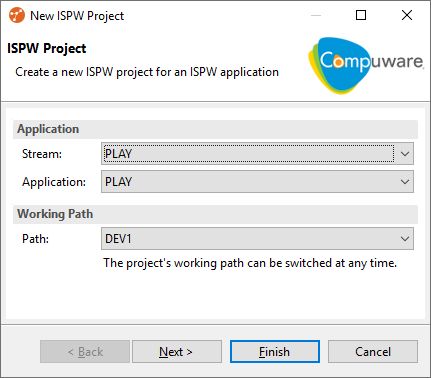 New ISPW Project
ISPW Project
Create a new ISPW project for an ISPW application
Compuware
Application
Stream: PLAY
Application: PLAY
Working Path
Path: DEV1
The project's working path can be switched at any time.
< Back Next > Finish Cancel